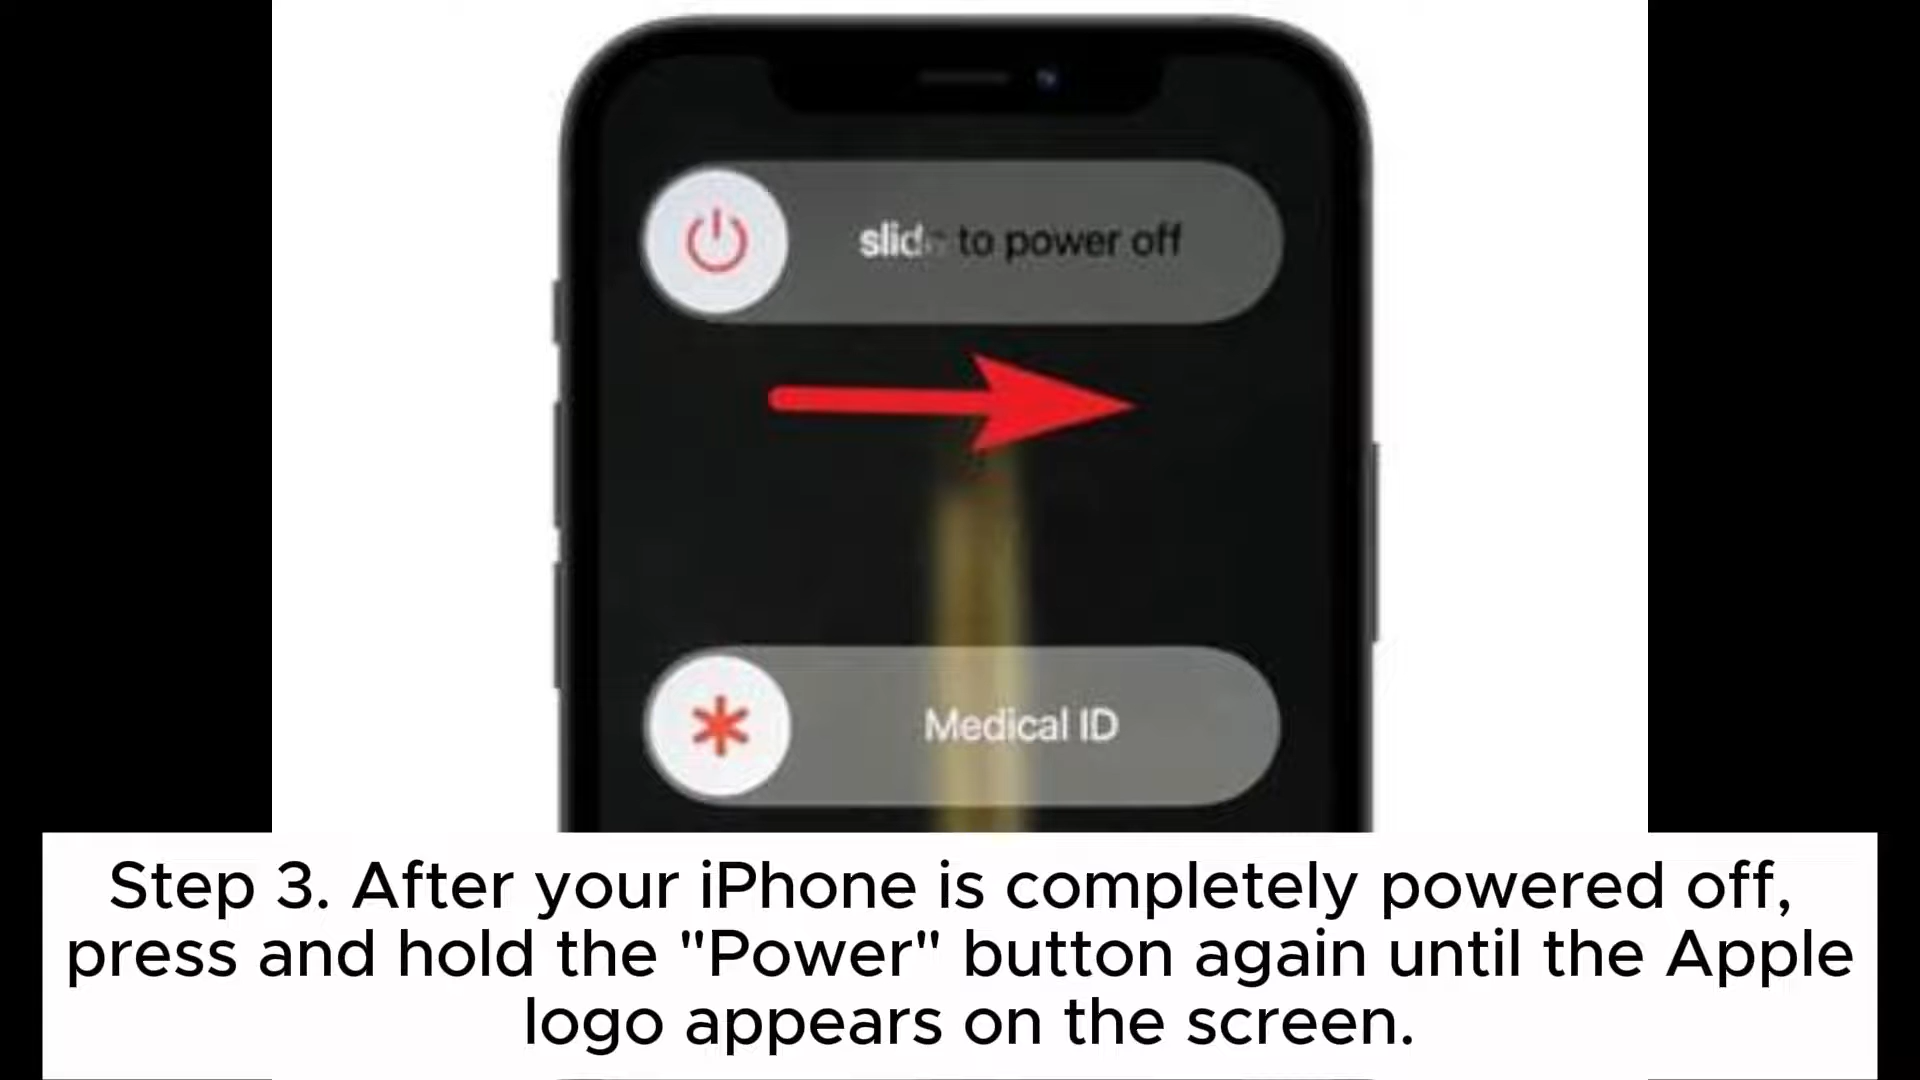 slide to power off
Medical ID
Step 3. After your iPhone is completely powered off,
press and hold the "Power" button again until the Apple
logo appears on the screen.